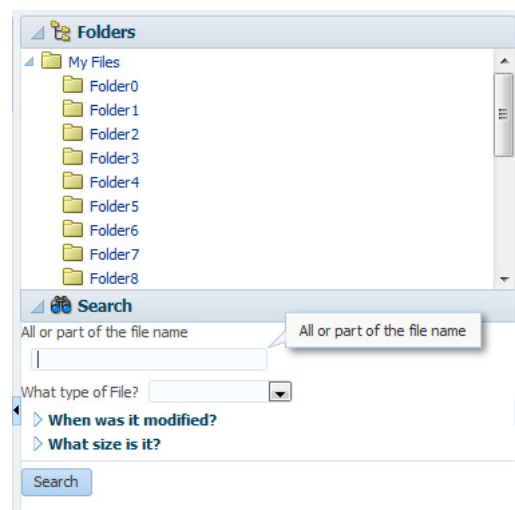 Folders
My Files
Folder0
Folder1
Folder2
Folder3
Folder4
Folder5
Folder6
Folder7
Folder8
Search
All or part of the file name
All or part of the file name
What type of File?
When was it modified?
What size is it?
Search